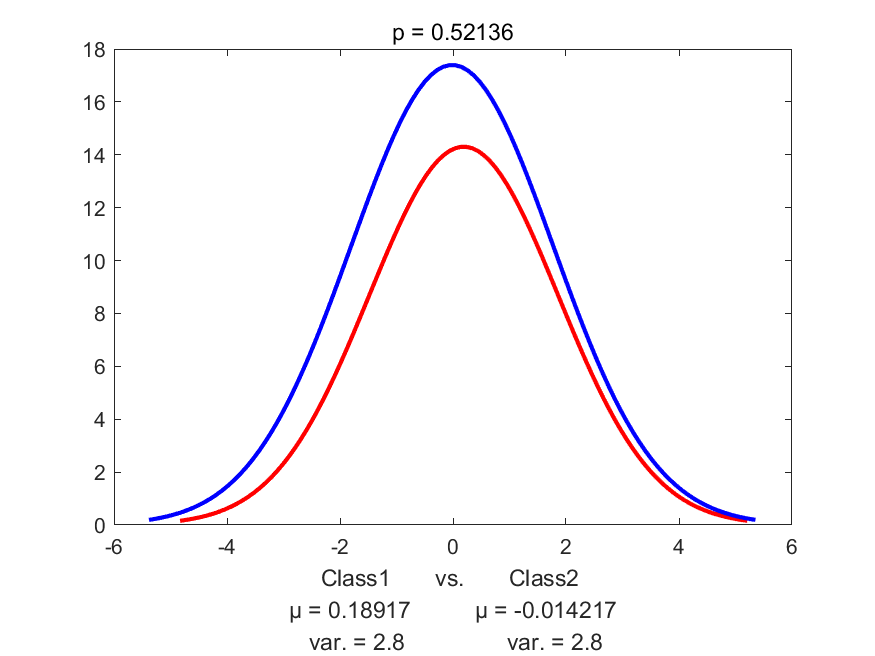 p = 0.52136
18
16
14
12
10
8
6
4
2
0
-6 -4 -2 0 2 4 6
Class1 vs. Class2
μ = 0.18917 μ = -0.014217
var. = 2.8 var. = 2.8